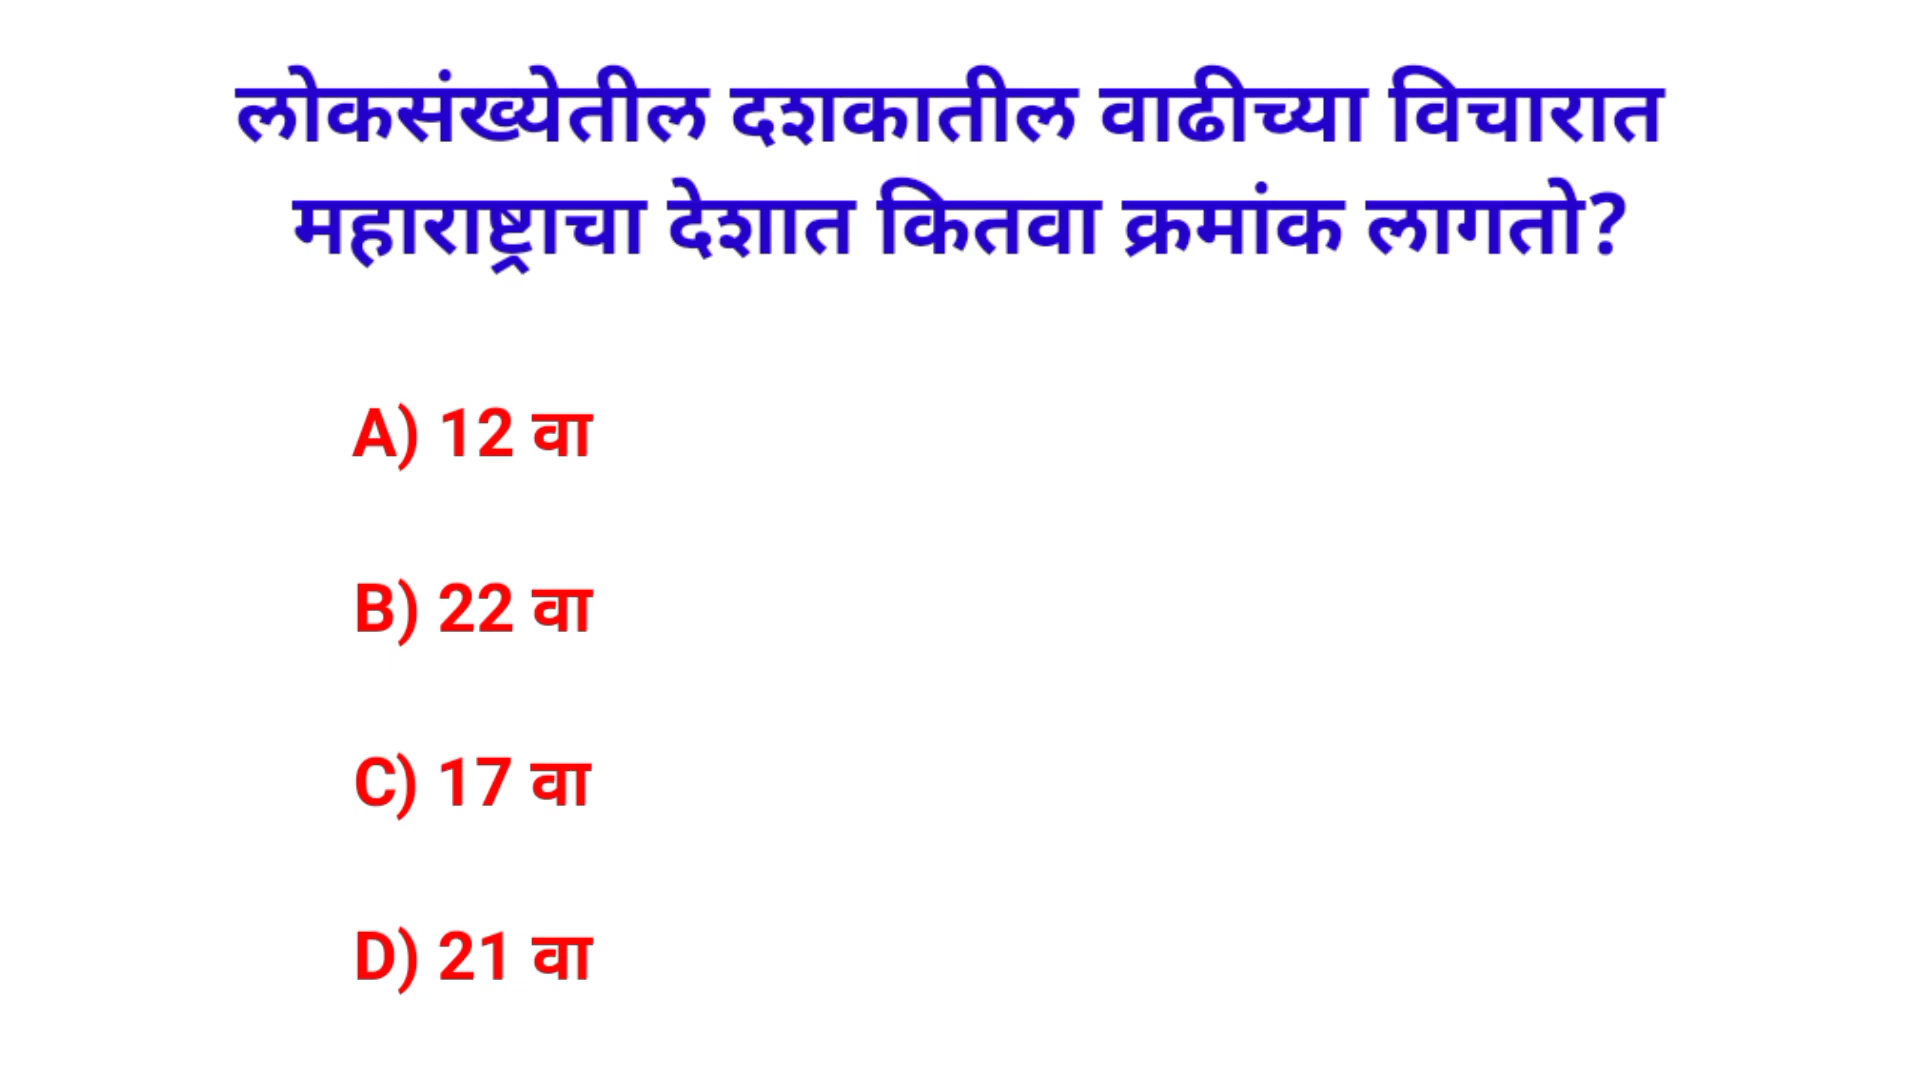 लोकसंख्येतील दशकातील वाढीच्या विचारात
महाराष्ट्राचा देशात कितवा क्रमांक लागतो?
A) 12 वा
B) 22 वा
C) 17 वा
D) 21 वा